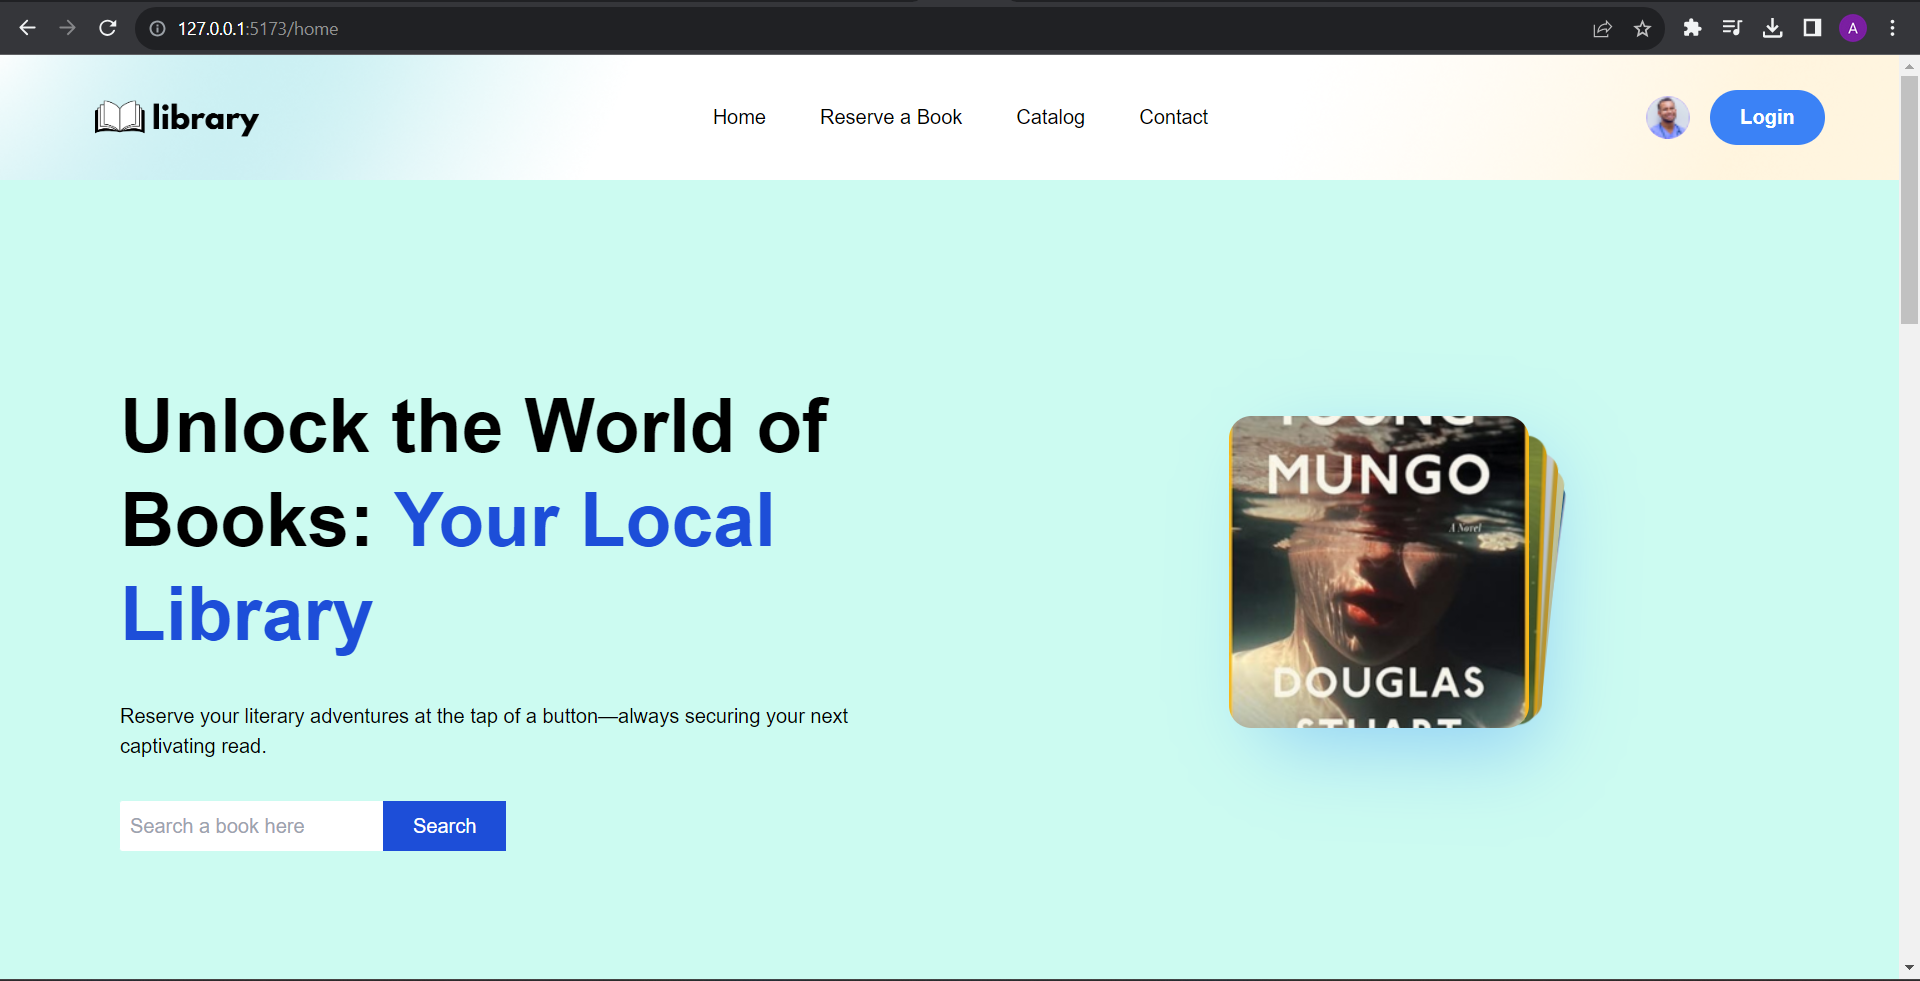 127.0.0.1:5173/home
A
library
Home
Reserve a Book
Catalog
Contact
Login
Unlock the World of
Books: Your Local
Library
Reserve your literary adventures at the tap of a button—always securing your next
captivating read.
Search a book here
Search
YOUNG
MUNGO
A Novel
DOUGLAS
STUART